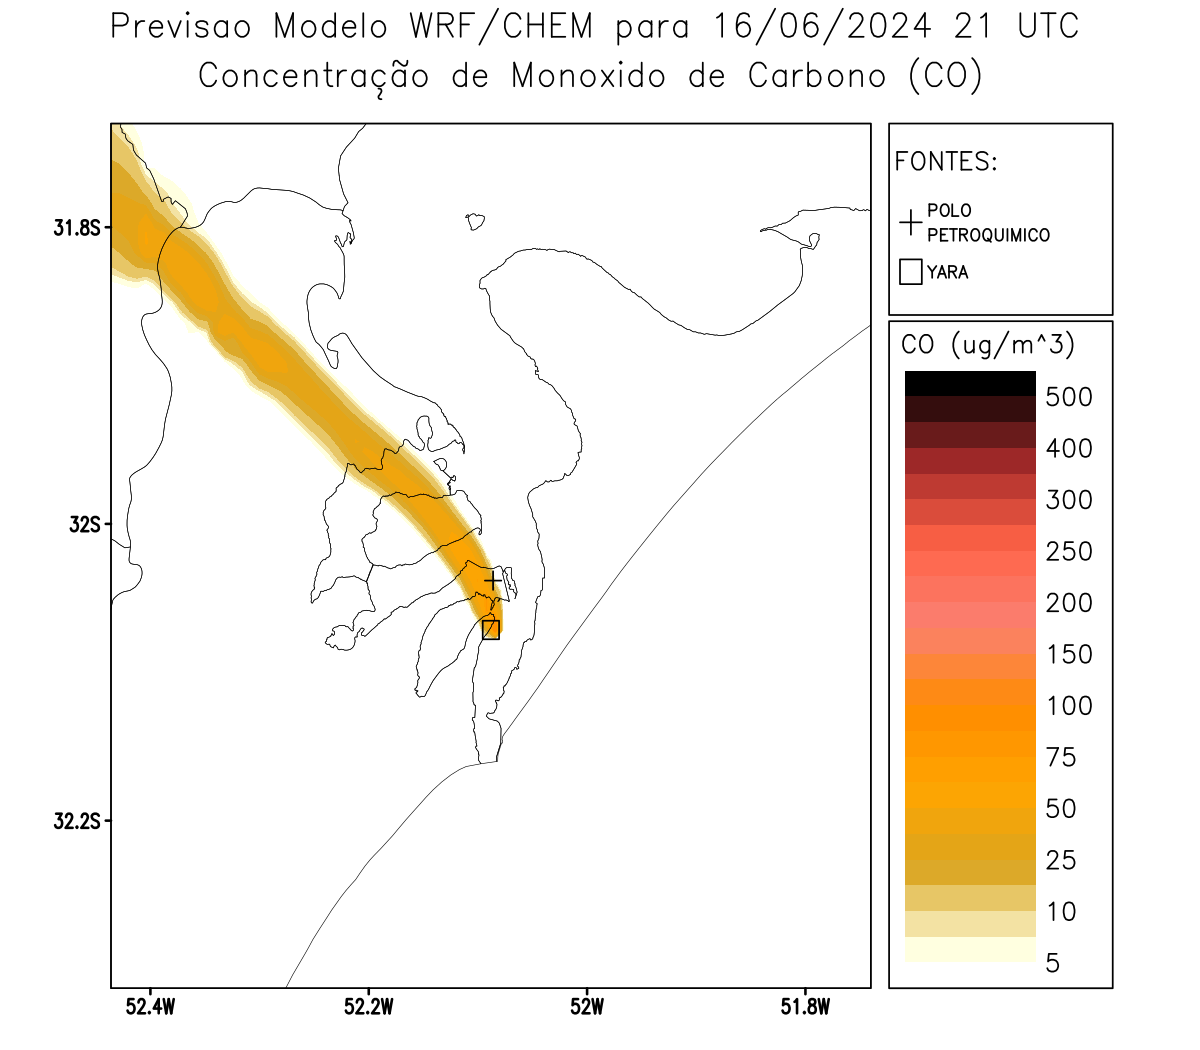 Previsao Modelo WRF/CHEM para 16/06/2024 21 UTC
Concentração de Monoxido de Carbono (CO)
FONTES:
POLO
PETROQUIMICO
YARA
CO (ug/m^3)
500
400
300
250
200
150
100
75
50
25
10
5
31.8S
32S
32.2S
52.4W
52.2W
52W
51.8W